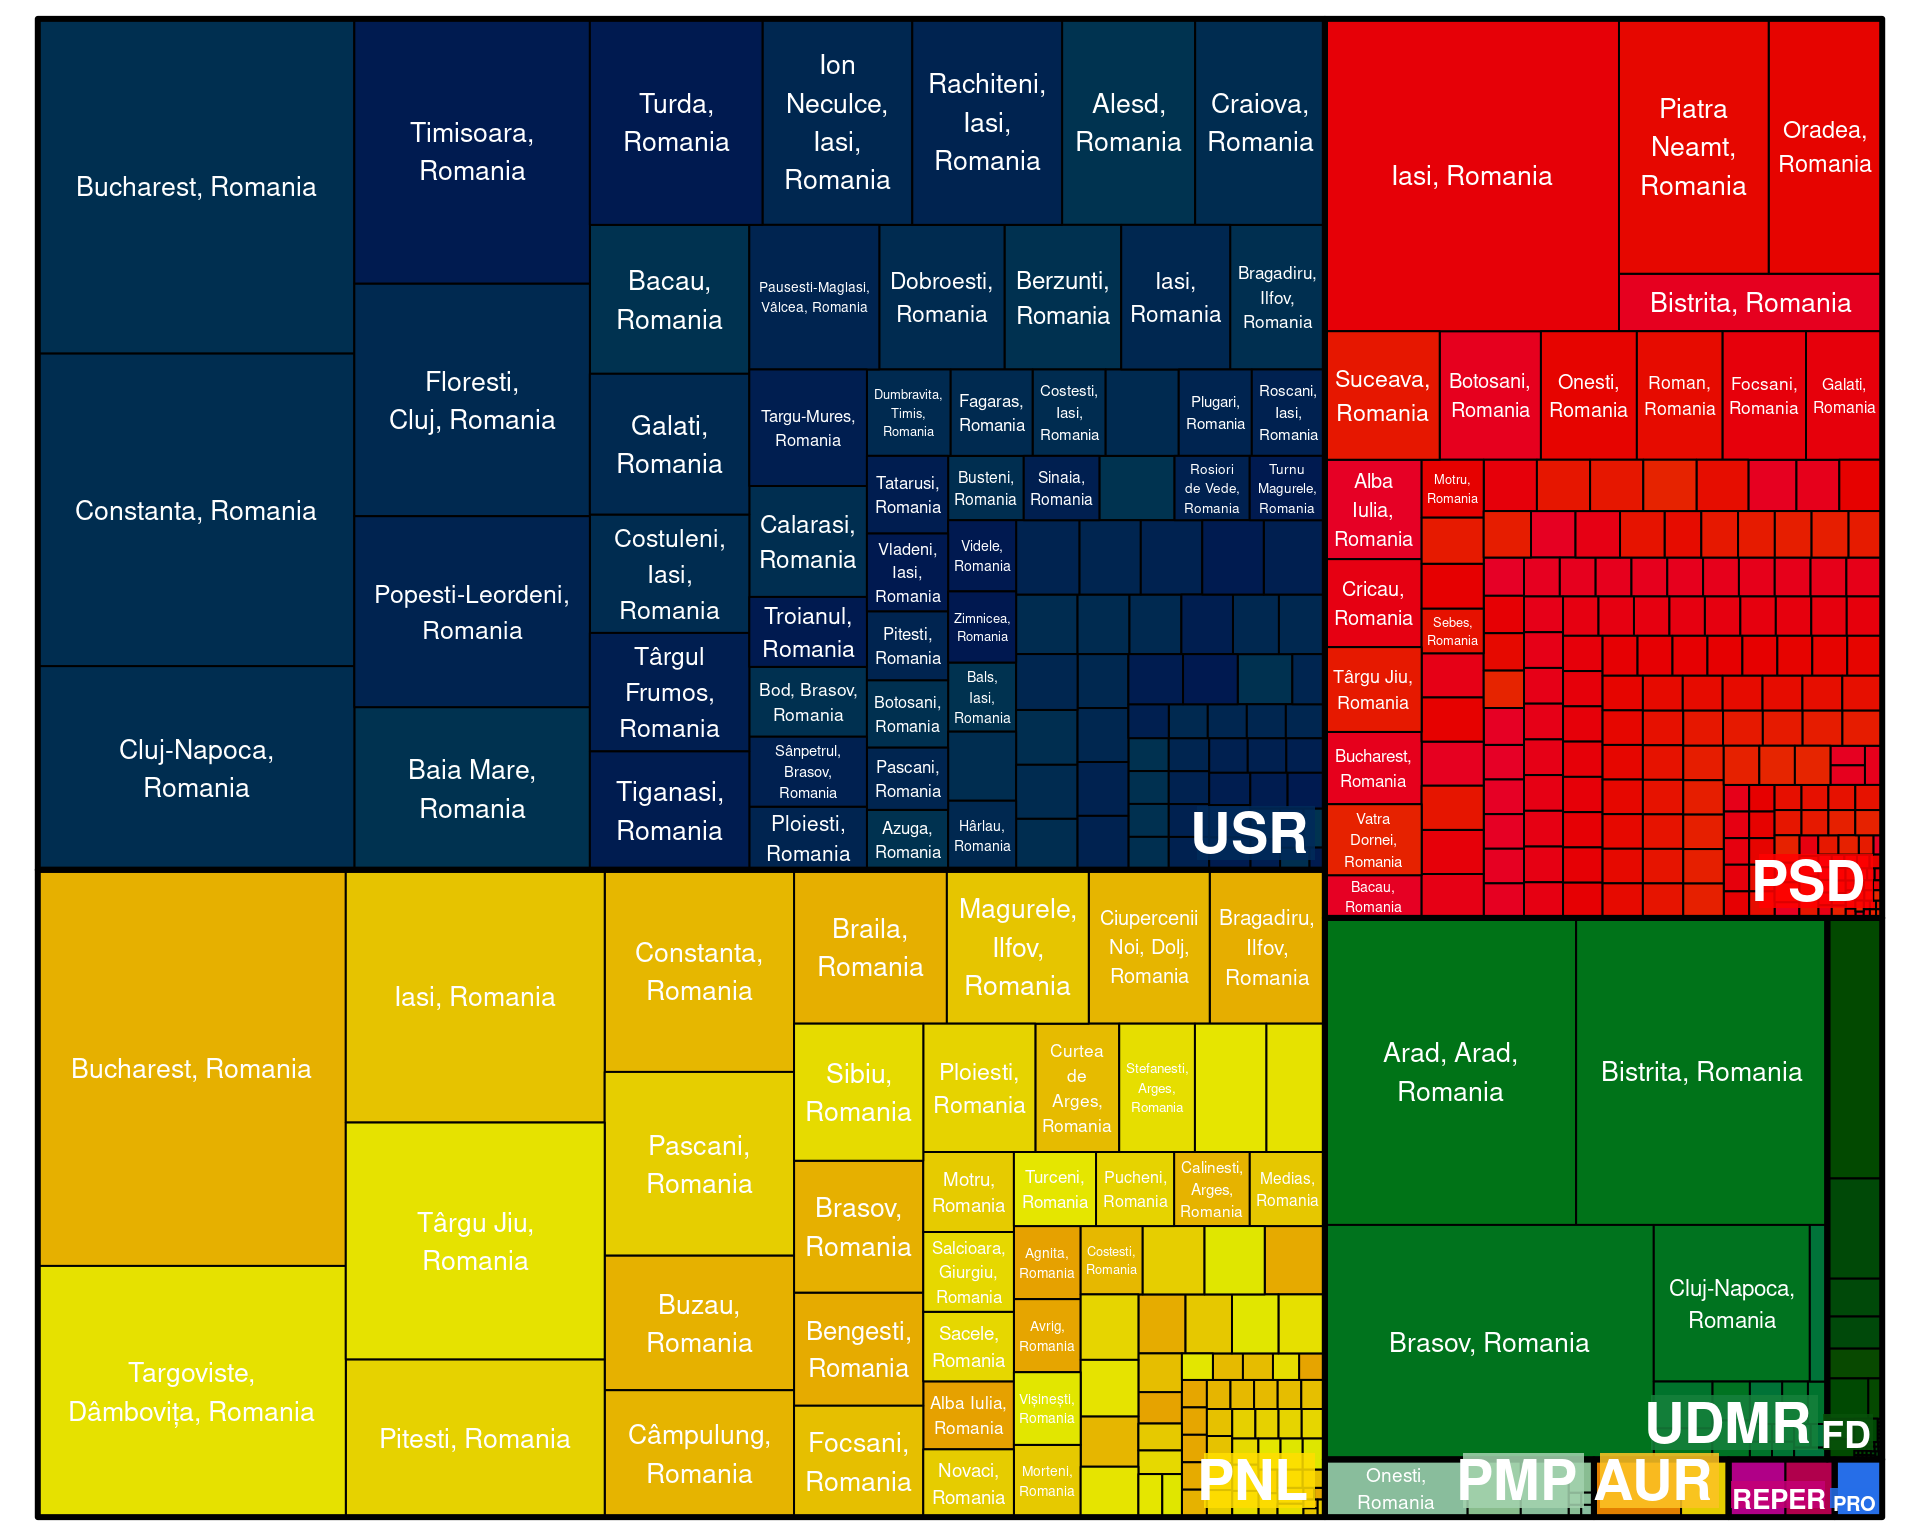 Bucharest, Romania
Constanta, Romania
Cluj-Napoca,
Romania
Timisoara,
Romania
Floresti,
Cluj, Romania
Popesti-Leordeni,
Romania
Baia Mare,
Romania
Turda,
Romania
Ion
Neculce,
Iasi,
Romania
Rachiteni,
Iasi,
Romania
Alesd,
Romania
Craiova,
Romania
Bacau,
Romania
Galati,
Romania
Costuleni,
Iasi,
Romania
Târgul
Frumos,
Romania
Tiganasi,
Romania
Pausesti-Maglasi,
Vâlcea, Romania
Dobroesti,
Romania
Berzunti,
Romania
Iasi,
Romania
Bragadiru,
Ilfov,
Romania
Targu-Mures,
Romania
Calarasi,
Romania
Troianul,
Romania
Bod, Brasov,
Romania
Sânpetrul,
Brasov,
Romania
Ploiesti,
Romania
Dumbravita,
Timis,
Romania
Fagaras,
Romania
Costesti,
Iasi,
Romania
Plugari,
Romania
Roscani,
Iasi,
Romania
Tatarusi,
Romania
Vladeni,
Iasi,
Romania
Pitesti,
Romania
Botosani,
Romania
Pascani,
Romania
Azuga,
Romania
Busteni,
Romania
Sinaia,
Romania
Rosiori
de Vede,
Romania
Turnu
Magurele,
Romania
Videle,
Romania
Zimnicea,
Romania
Bals,
Iasi,
Romania
Hârlau,
Romania
USR
Iasi, Romania
Piatra
Neamt,
Romania
Oradea,
Romania
Bistrita, Romania
Suceava,
Romania
Botosani,
Romania
Onesti,
Romania
Roman,
Romania
Focsani,
Romania
Galati,
Romania
Alba
Iulia,
Romania
Cricau,
Romania
Târgu Jiu,
Romania
Bucharest,
Romania
Vatra
Dornei,
Romania
Bacau,
Romania
Motru,
Romania
Sebes,
Romania
PSD
Bucharest, Romania
Targoviste,
Dâmbovița, Romania
Iasi, Romania
Târgu Jiu,
Romania
Pitesti, Romania
Constanta,
Romania
Pascani,
Romania
Buzau,
Romania
Câmpulung,
Romania
Braila,
Romania
Magurele,
Ilfov,
Romania
Ciupercenii
Noi, Dolj,
Romania
Bragadiru,
Ilfov,
Romania
Sibiu,
Romania
Brasov,
Romania
Bengesti,
Romania
Focsani,
Romania
Ploiesti,
Romania
Curtea
de
Arges,
Romania
Stefanesti,
Arges,
Romania
Motru,
Romania
Salcioara,
Giurgiu,
Romania
Sacele,
Romania
Alba Iulia,
Romania
Novaci,
Romania
Turceni,
Romania
Pucheni,
Romania
Calinesti,
Arges,
Romania
Medias,
Romania
Agnita,
Romania
Costesti,
Romania
Avrig,
Romania
Vișinești,
Romania
Morteni,
Romania
PNL
Arad, Arad,
Romania
Bistrita, Romania
Brasov, Romania
Cluj-Napoca,
Romania
UDMR
FD
Onesti,
Romania
PMP
AUR
REPER
PRO